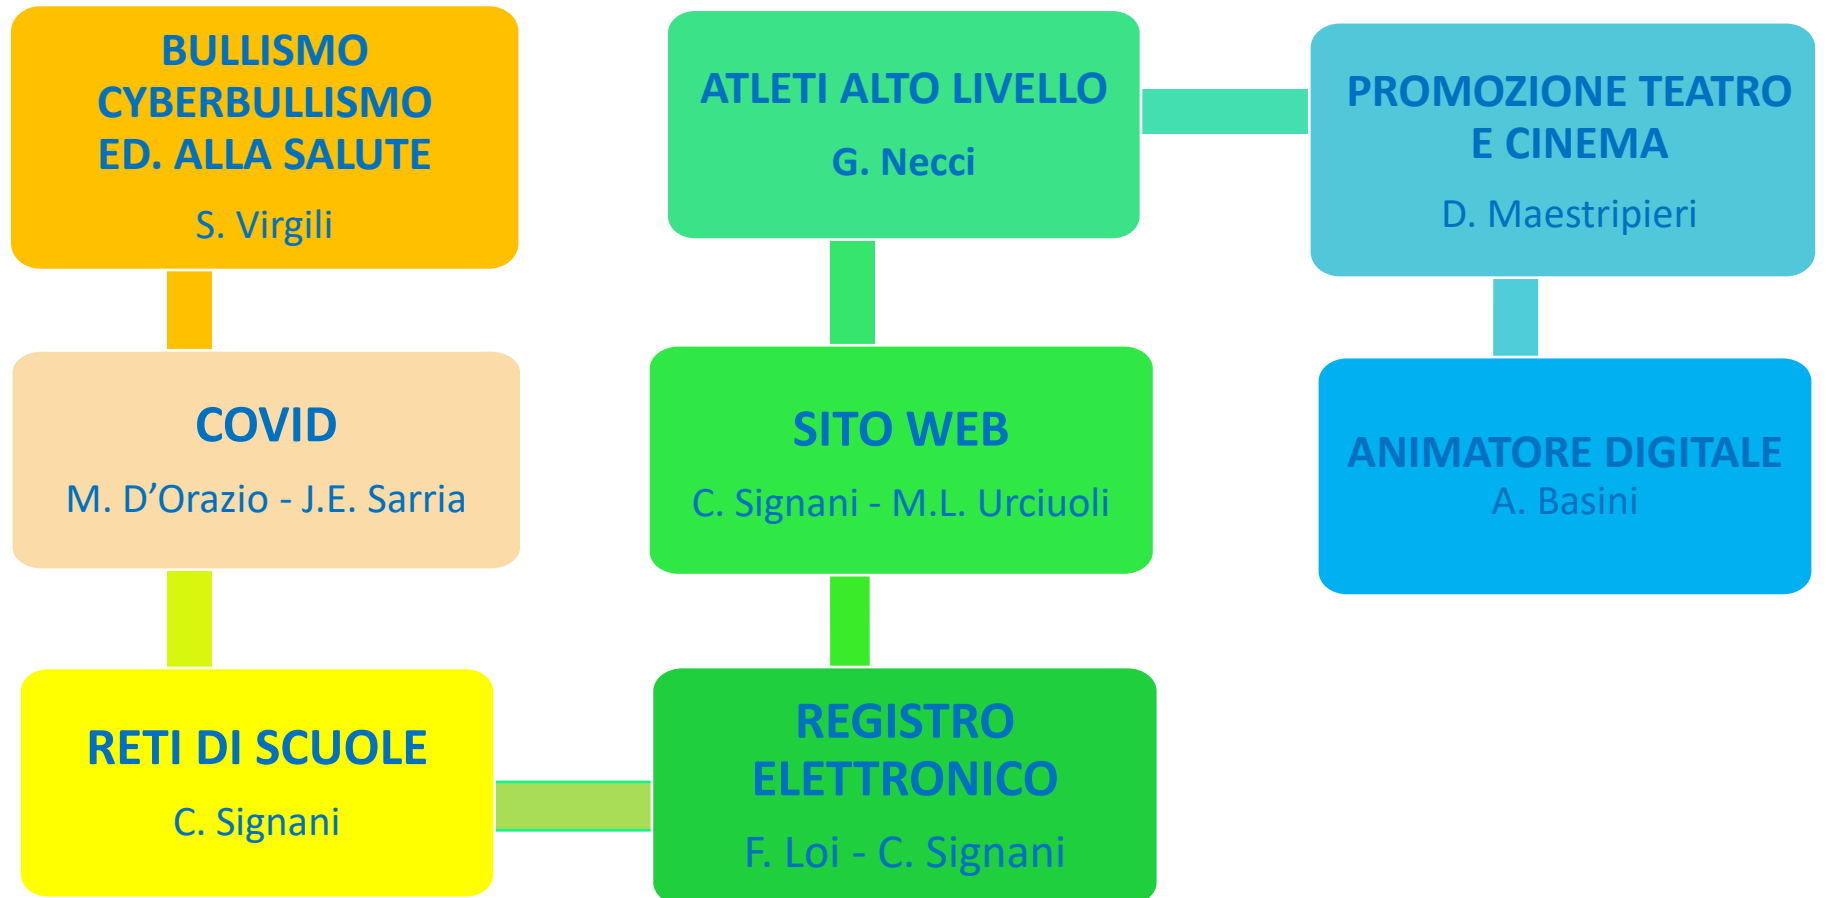 BULLISMO
CYBERBULLISMO
ED. ALLA SALUTE
S. Virgili
COVID
M. D’Orazio - J.E. Sarria
RETI DI SCUOLE
C. Signani
REGISTRO
ELETTRONICO
F. Loi - C. Signani
SITO WEB
C. Signani - M.L. Urciuoli
ATLETI ALTO LIVELLO
G. Necci
PROMOZIONE TEATRO
E CINEMA
D. Maestripieri
ANIMATORE DIGITALE
A. Basini